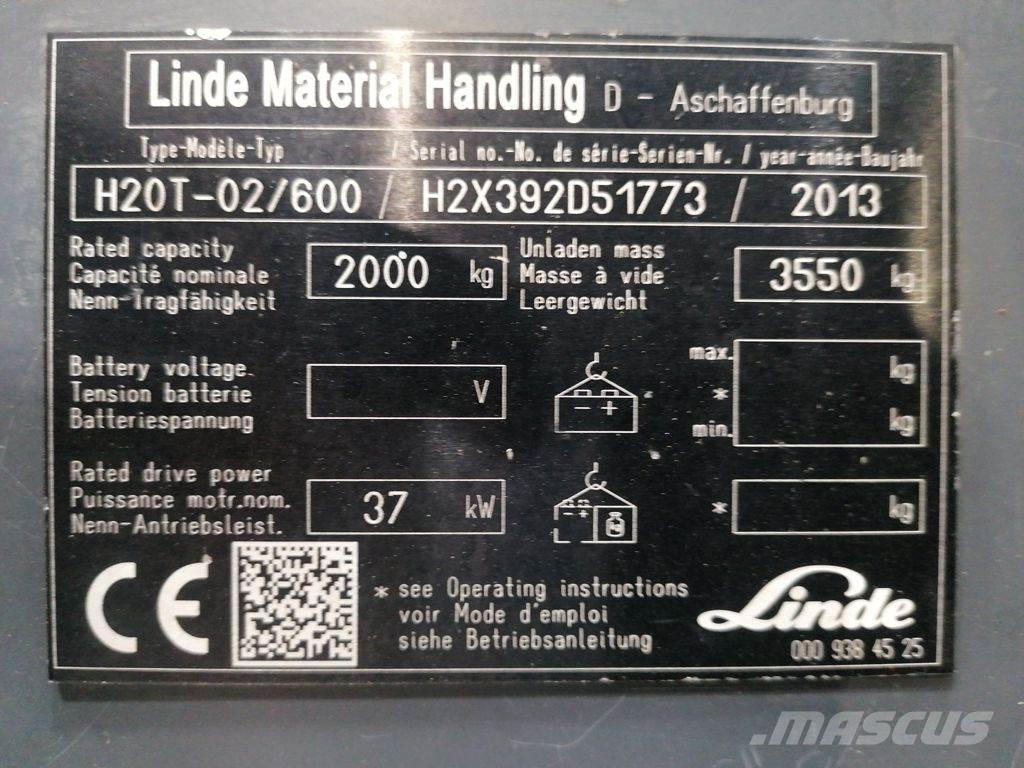 Linde Material Handling D - Aschaffenburg
Type-Modèle-Typ / Serial no.-No. de série-Serien-Nr. / year-année-Baujahr
H20T-02/600 / H2X392D51773 / 2013
Rated capacity
Capacité nominale
Nenn-Tragfähigkeit
2000 kg
Unladen mass
Masse à vide
Leergewicht
3550 kg
Battery voltage
Tension batterie
Batteriespannung
V
- +
max. kg
*
min. kg
Rated drive power
Puissance motr.nom.
Nenn-Antriebsleist.
37 kW
- +
kg
* kg
CE
* see Operating instructions
voir Mode d'emploi
siehe Betriebsanleitung
Linde
000 938 45 25
.MASCUS